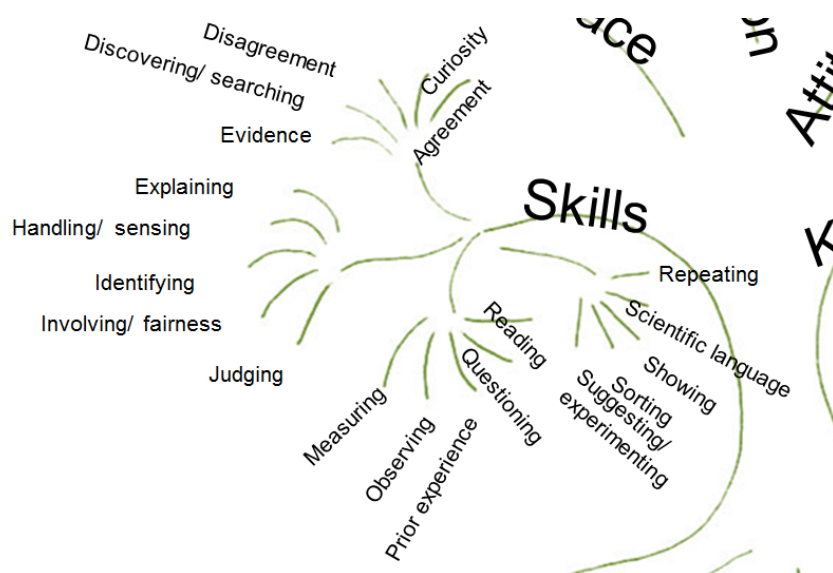 Disagreement
Discovering/ searching
Curiosity
Agreement
Evidence
Explaining
Handling/ sensing
Identifying
Involving/ fairness
Judging
Skills
Repeating
Scientific language
Showing
Sorting
Suggesting/
experimenting
Reading
Questioning
Prior experience
Observing
Measuring